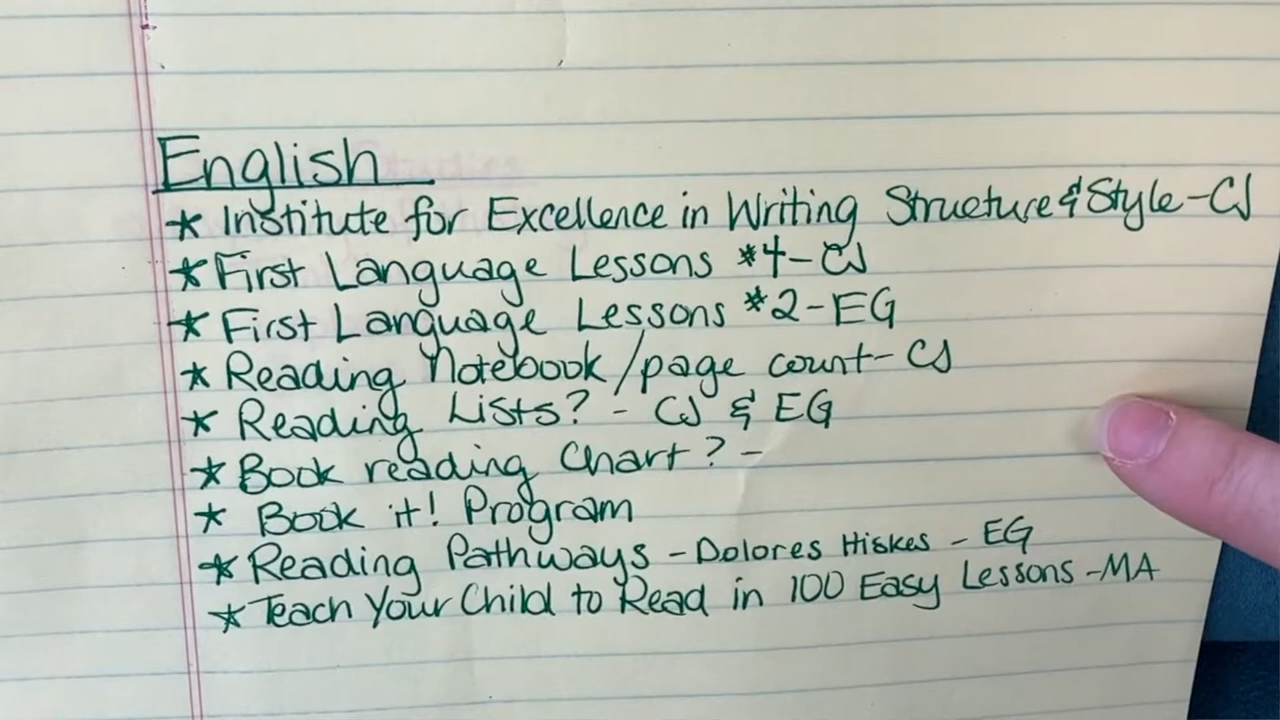 English
* Institute for Excellence in Writing Structure & Style - CJ
* First Language Lessons #4 - CJ
* First Language Lessons #2 - EG
* Reading Notebook/page count - CJ
* Reading Lists? - CJ & EG
* Book reading Chart? -
* Book it! Program
* Reading Pathways - Dolores Hiskes - EG
* Teach Your Child to Read in 100 Easy Lessons - MA